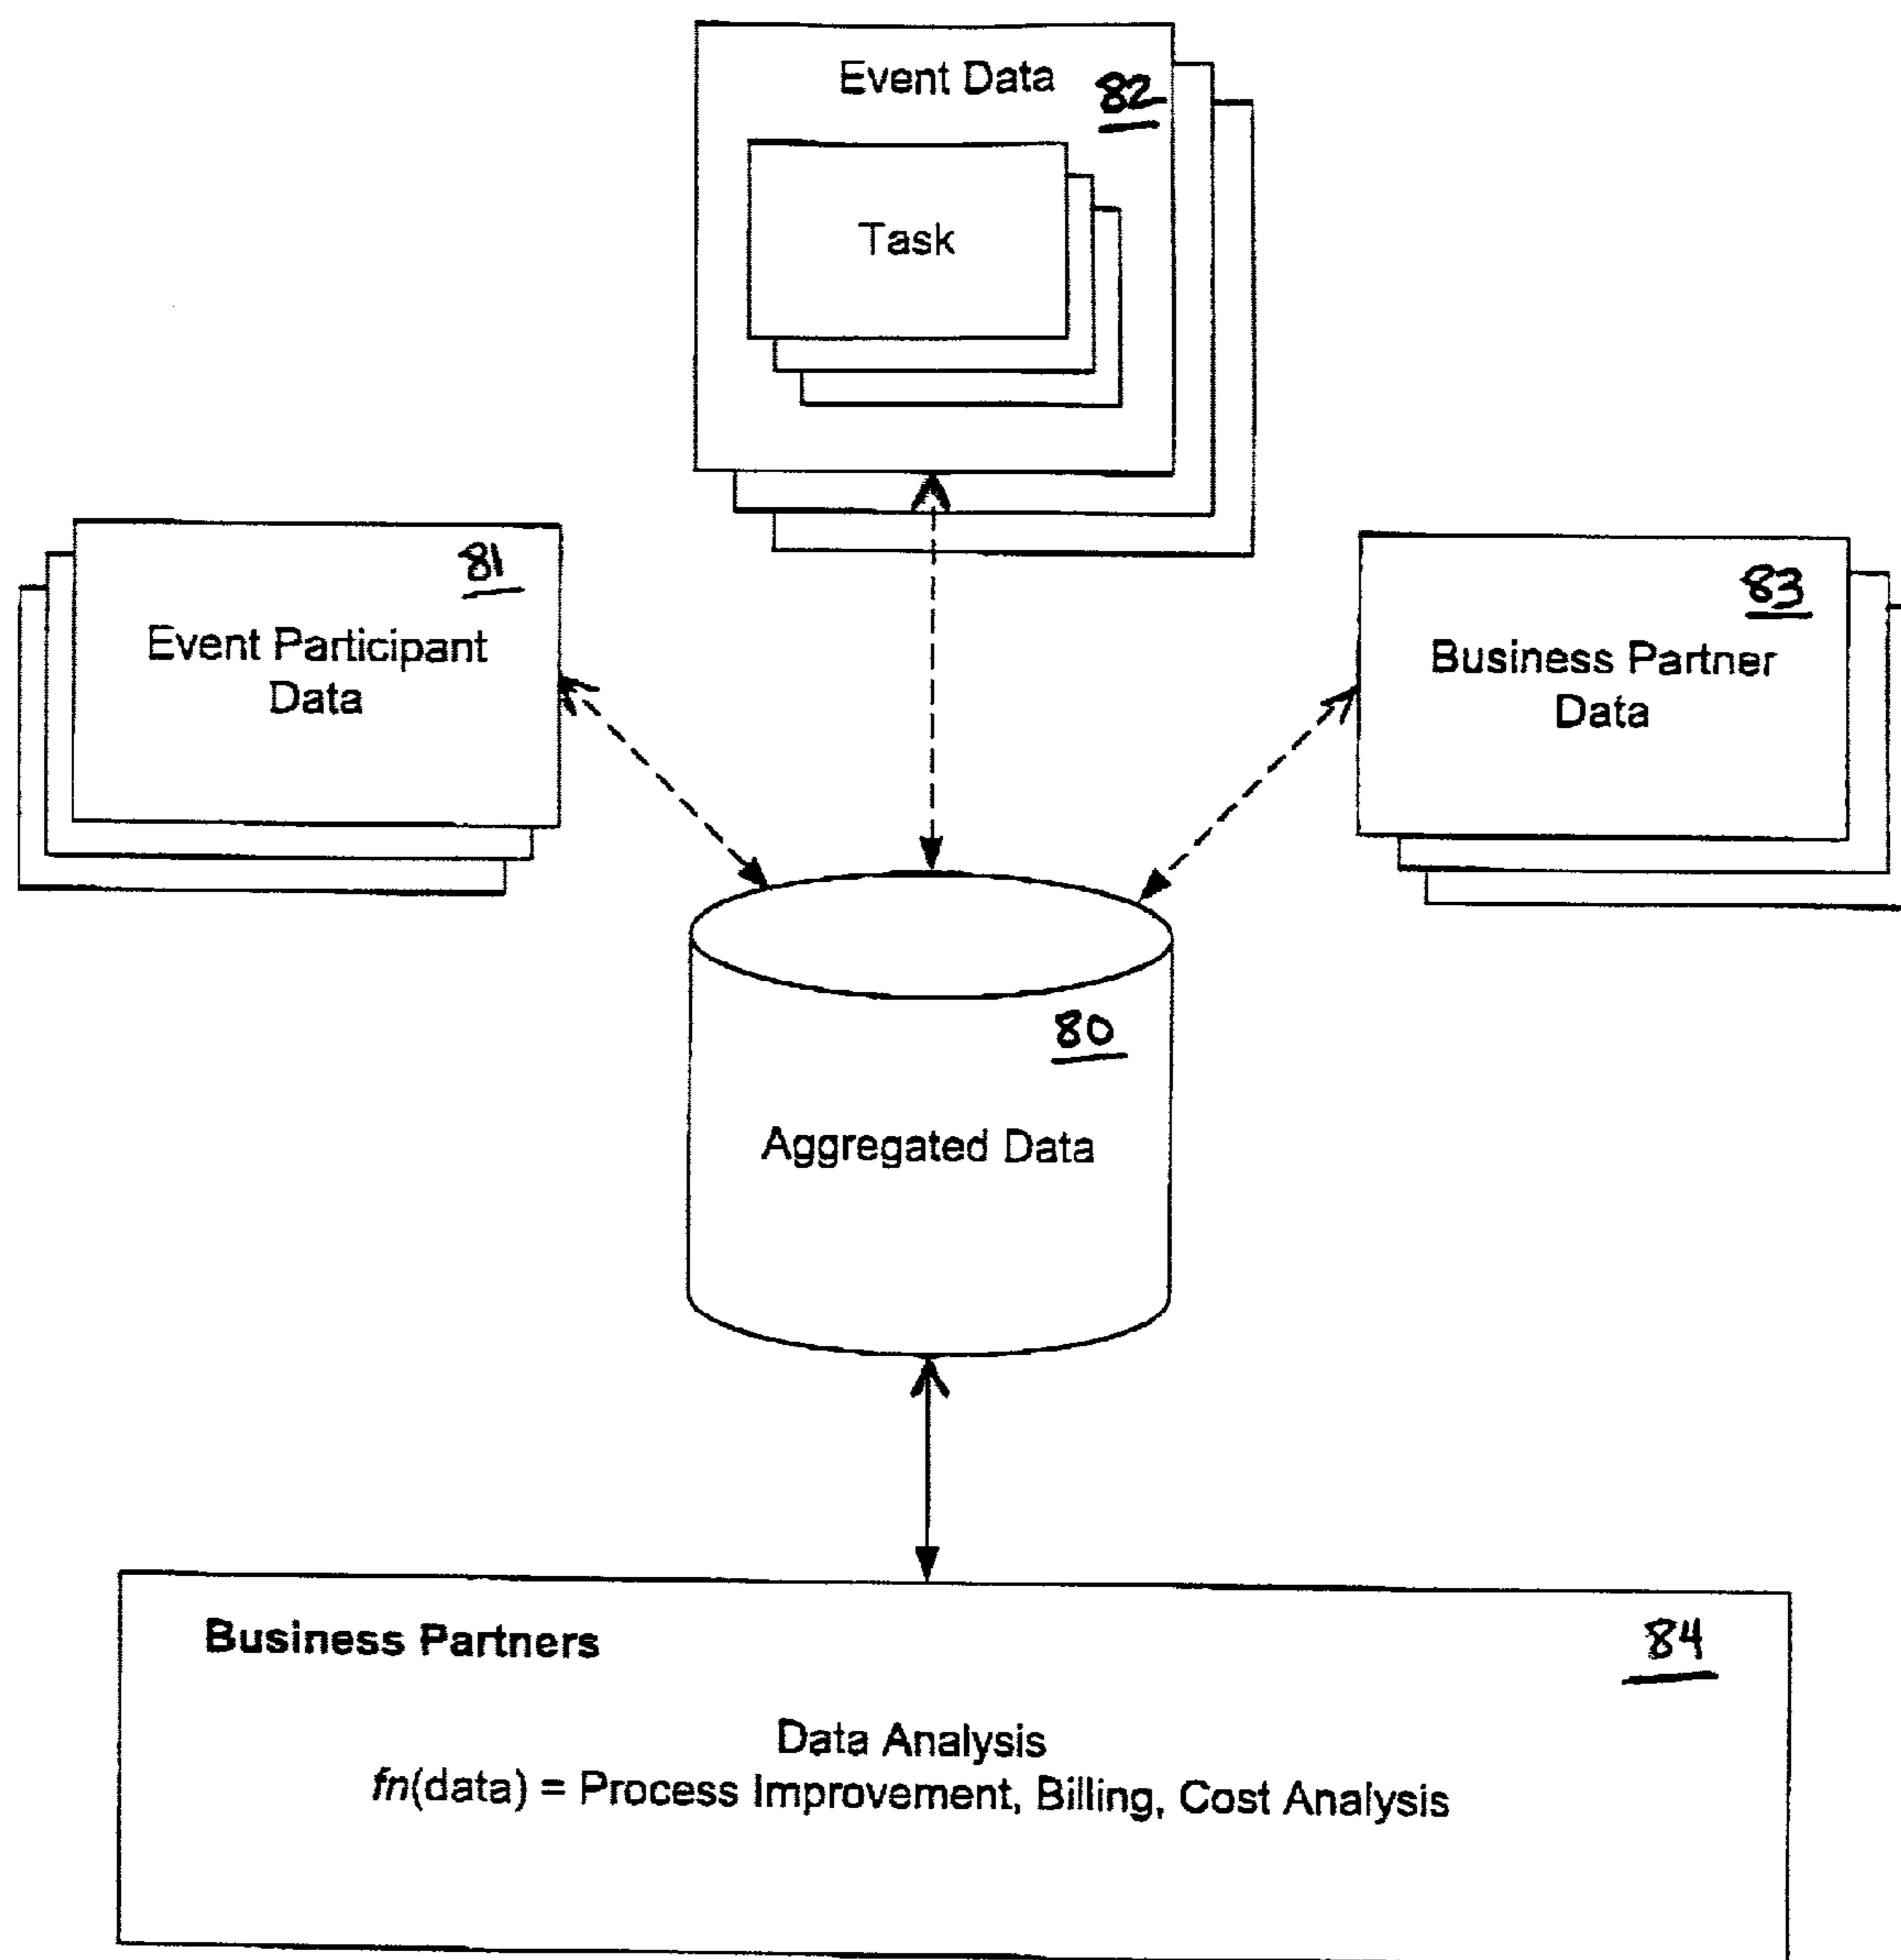 Event Data
82
Task
81
Event Participant
Data
83
Business Partner
Data
80
Aggregated Data
Business Partners
84
Data Analysis
fn(data) = Process Improvement, Billing, Cost Analysis